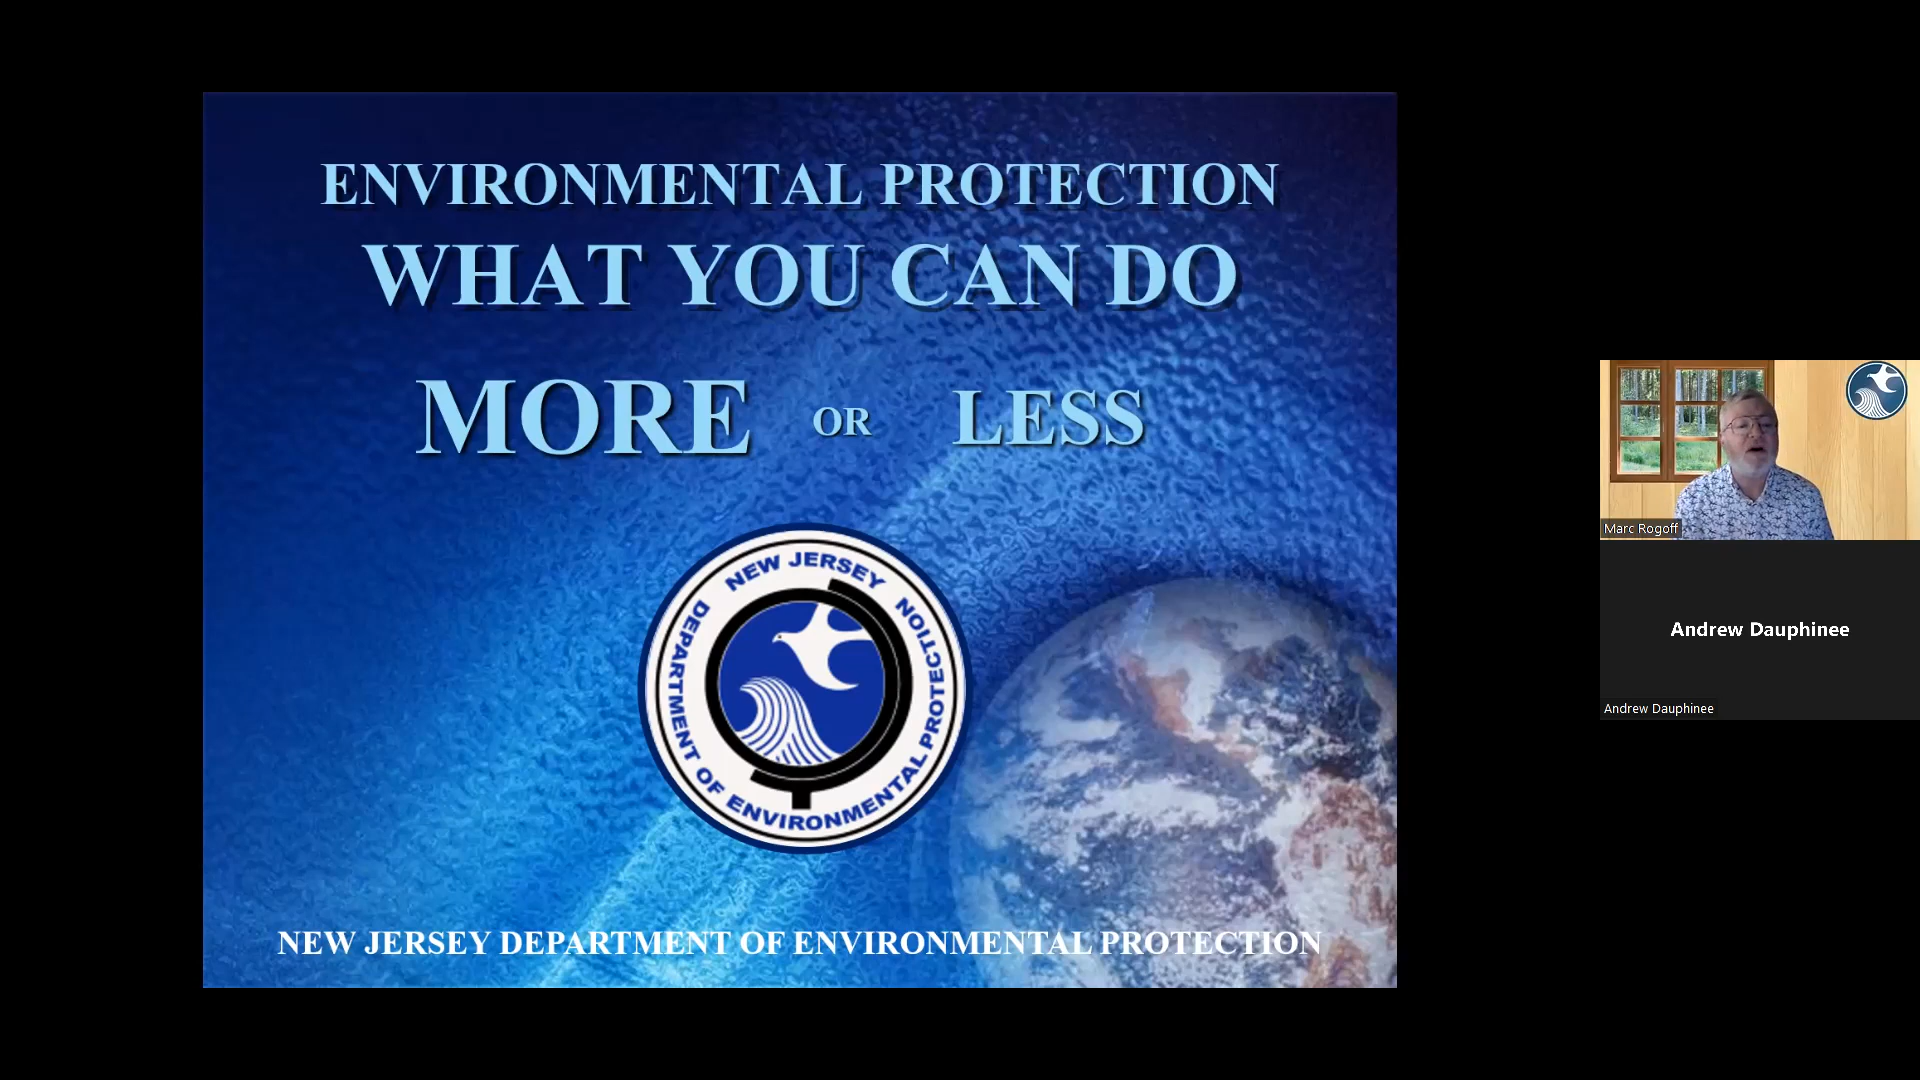 ENVIRONMENTAL PROTECTION
WHAT YOU CAN DO
MORE OR LESS
NEW JERSEY
DEPARTMENT OF ENVIRONMENTAL PROTECTION
NEW JERSEY DEPARTMENT OF ENVIRONMENTAL PROTECTION
Marc Rogoff
Andrew Dauphinee
Andrew Dauphinee